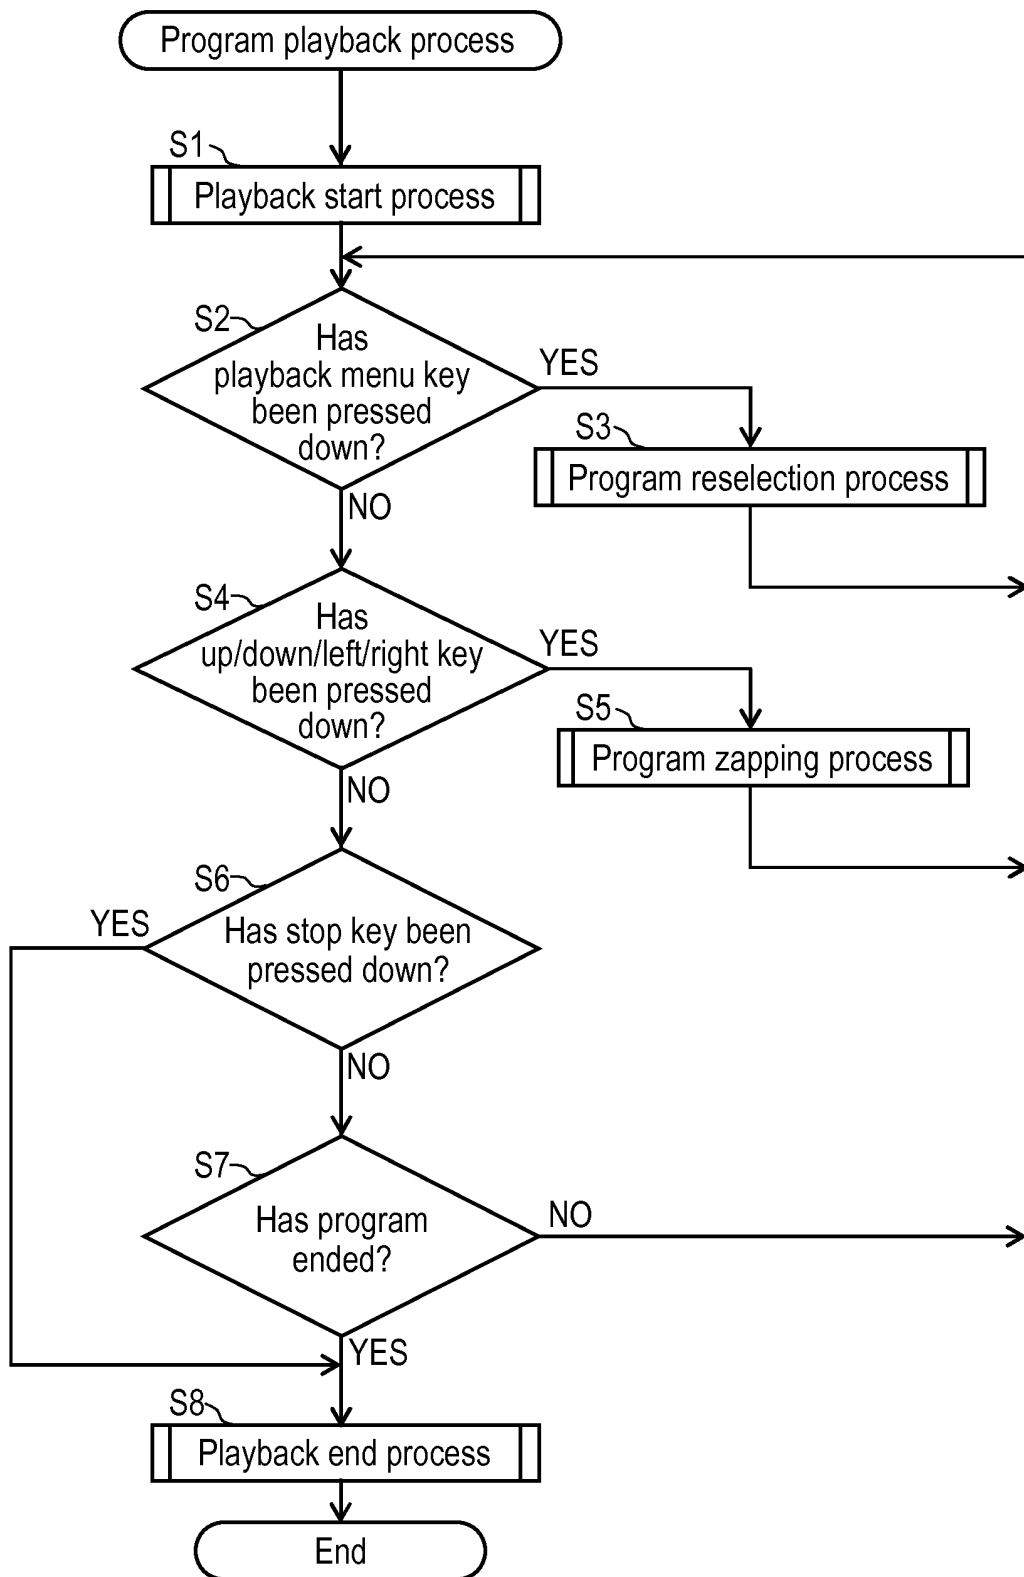 Program playback process
S1
Playback start process
S2
Has
playback menu key
been pressed
down?
YES
S3
Program reselection process
NO
S4
Has
up/down/left/right key
been pressed
down?
YES
S5
Program zapping process
NO
S6
YES
Has stop key been
pressed down?
NO
S7
Has program
ended?
NO
YES
S8
Playback end process
End